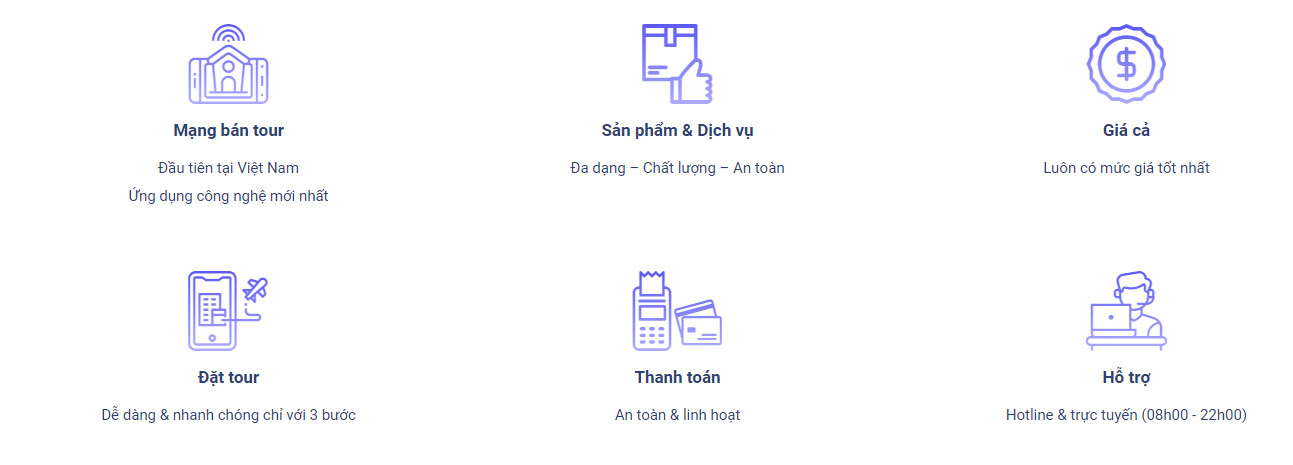 Mạng bán tour
Đầu tiên tại Việt Nam
Ứng dụng công nghệ mới nhất
Sản phẩm & Dịch vụ
Đa dạng – Chất lượng – An toàn
Giá cả
Luôn có mức giá tốt nhất
Đặt tour
Dễ dàng & nhanh chóng chỉ với 3 bước
Thanh toán
An toàn & linh hoạt
Hỗ trợ
Hotline & trực tuyến (08h00 - 22h00)